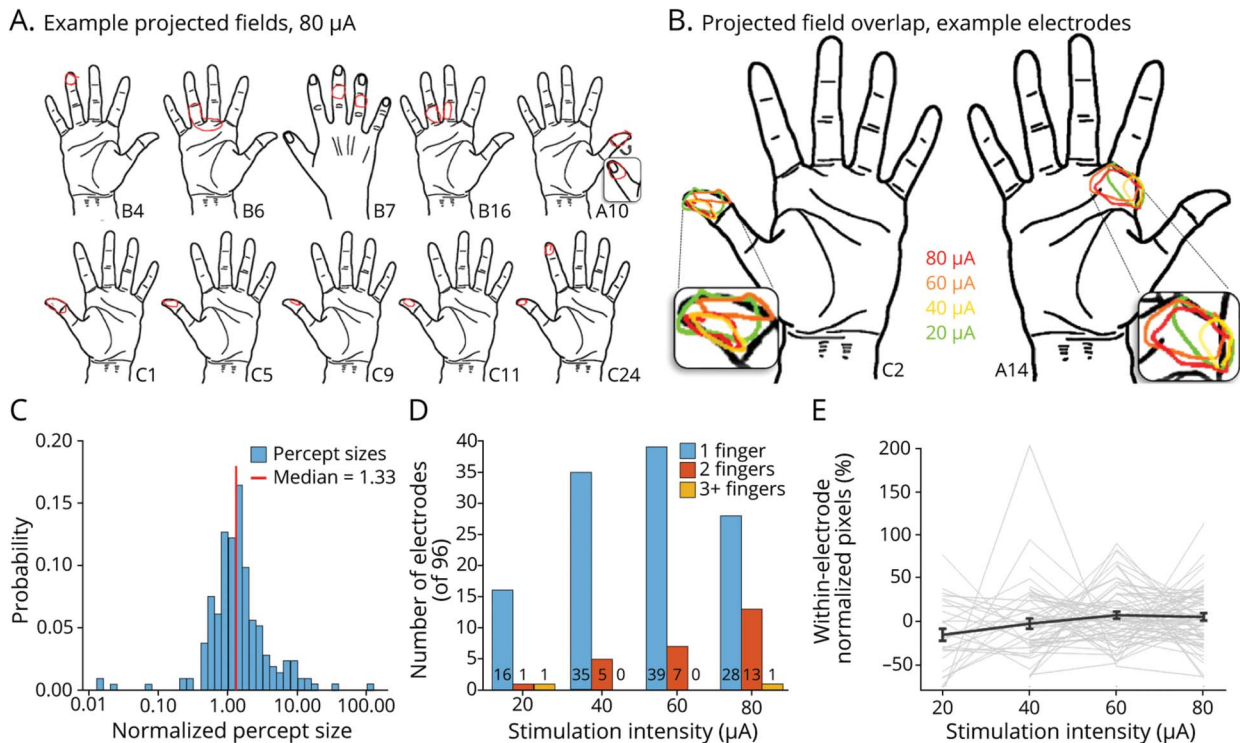 A. Example projected fields, 80 µA
B4
B6
B7
B16
A10
C1
C5
C9
C11
C24
B. Projected field overlap, example electrodes
80 µA
60 µA
40 µA
20 µA
C2
A14
C
Probability
0.20
0.15
0.10
0.05
0.00
Percept sizes
Median = 1.33
0.01 0.10 1.00 10.00 100.00
Normalized percept size
D
Number of electrodes
(of 96)
40
35
30
25
20
15
10
5
0
1 finger
2 fingers
3+ fingers
16 1 1 35 5 0 39 7 0 28 13 1
20 40 60 80
Stimulation intensity (µA)
E
Within-electrode
normalized pixels (%)
200
150
100
50
0
−50
20 40 60 80
Stimulation intensity (µA)